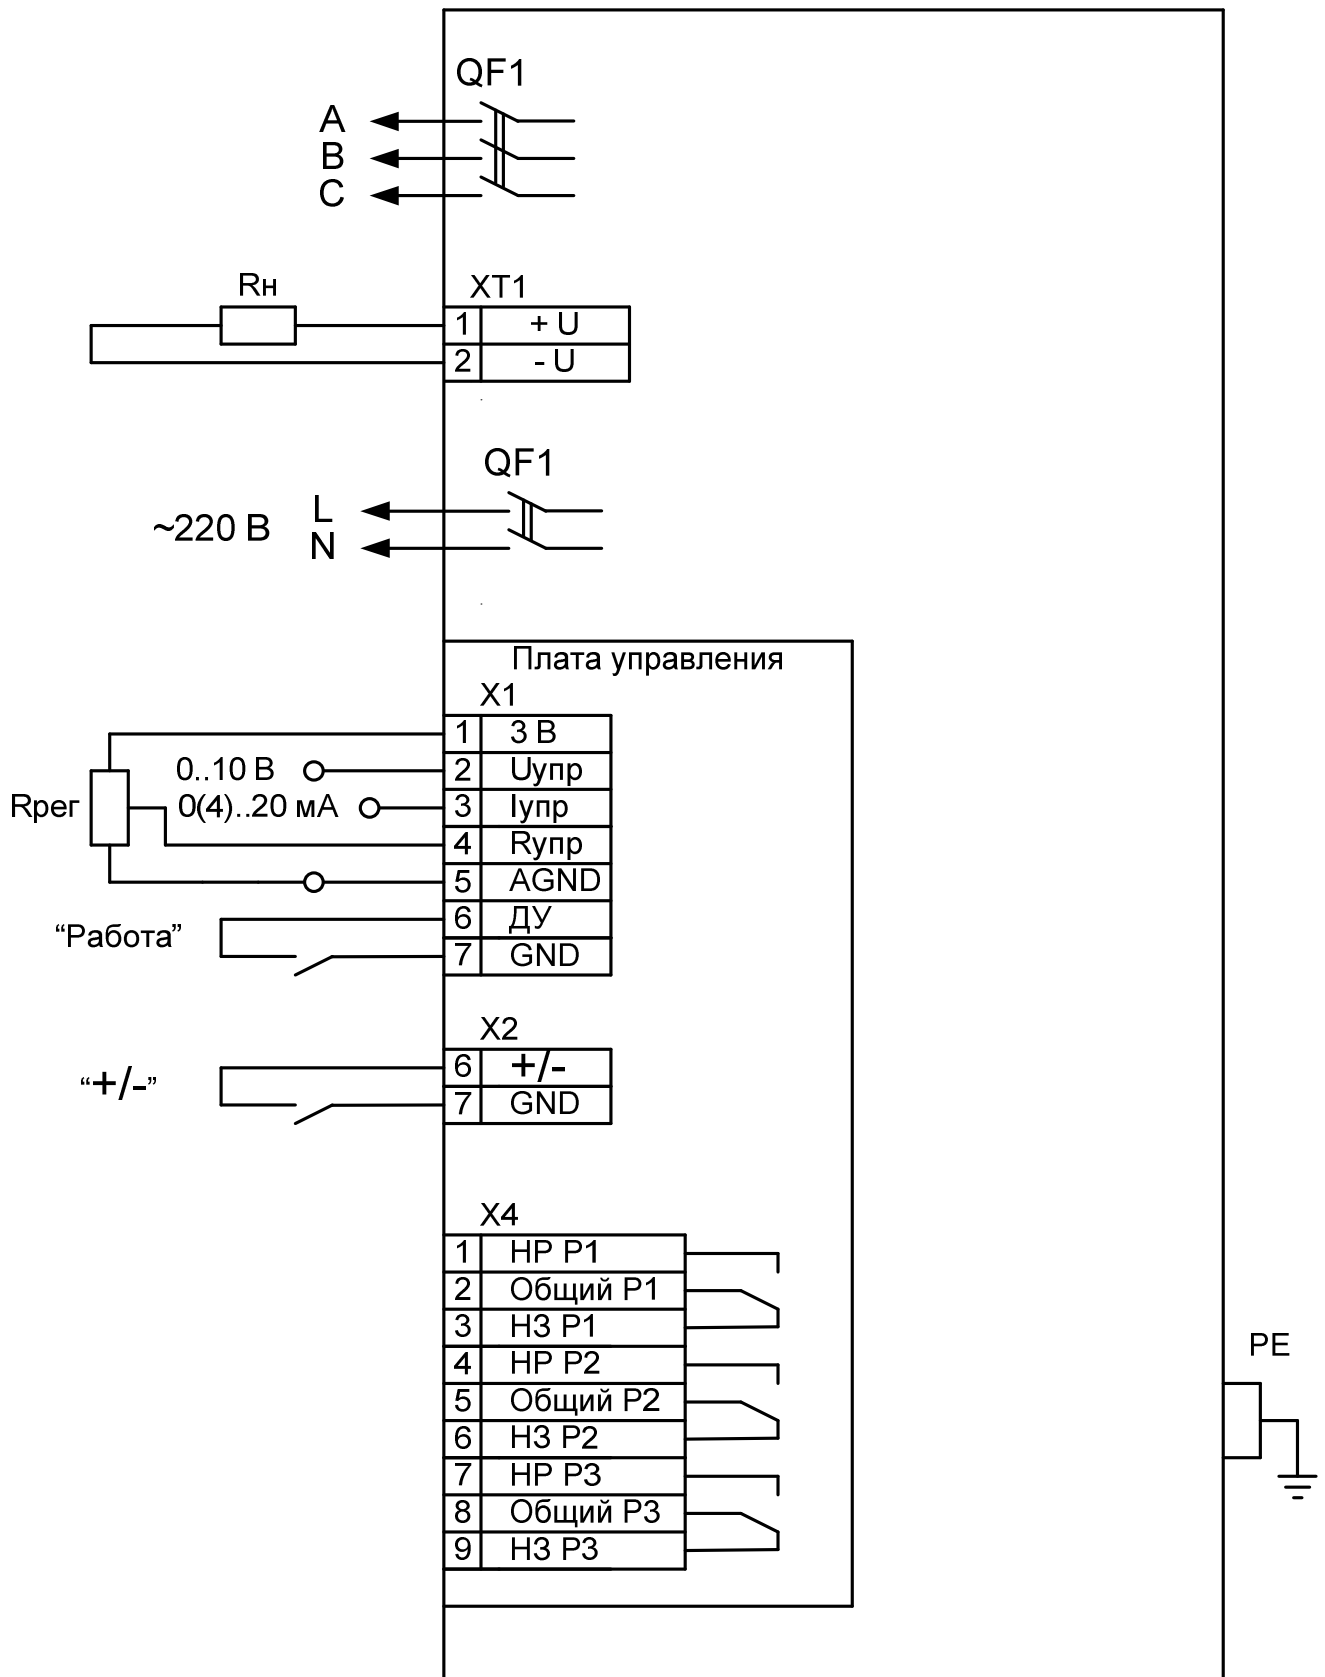 QF1
A
B
C
Rн
XT1
1 + U
2 - U
QF1
~220 В
L
N
Плата управления
X1
1 3 В
0..10 В 2 Uупр
Rрег 0(4)..20 мА 3 Iупр
4 Rупр
5 AGND
6 ДУ
“Работа”
7 GND
X2
6 +/-
“+/-”
7 GND
X4
1 НР Р1
2 Общий Р1
3 НЗ Р1
4 НР Р2
5 Общий Р2
6 НЗ Р2
7 НР Р3
8 Общий Р3
9 НЗ Р3
PE